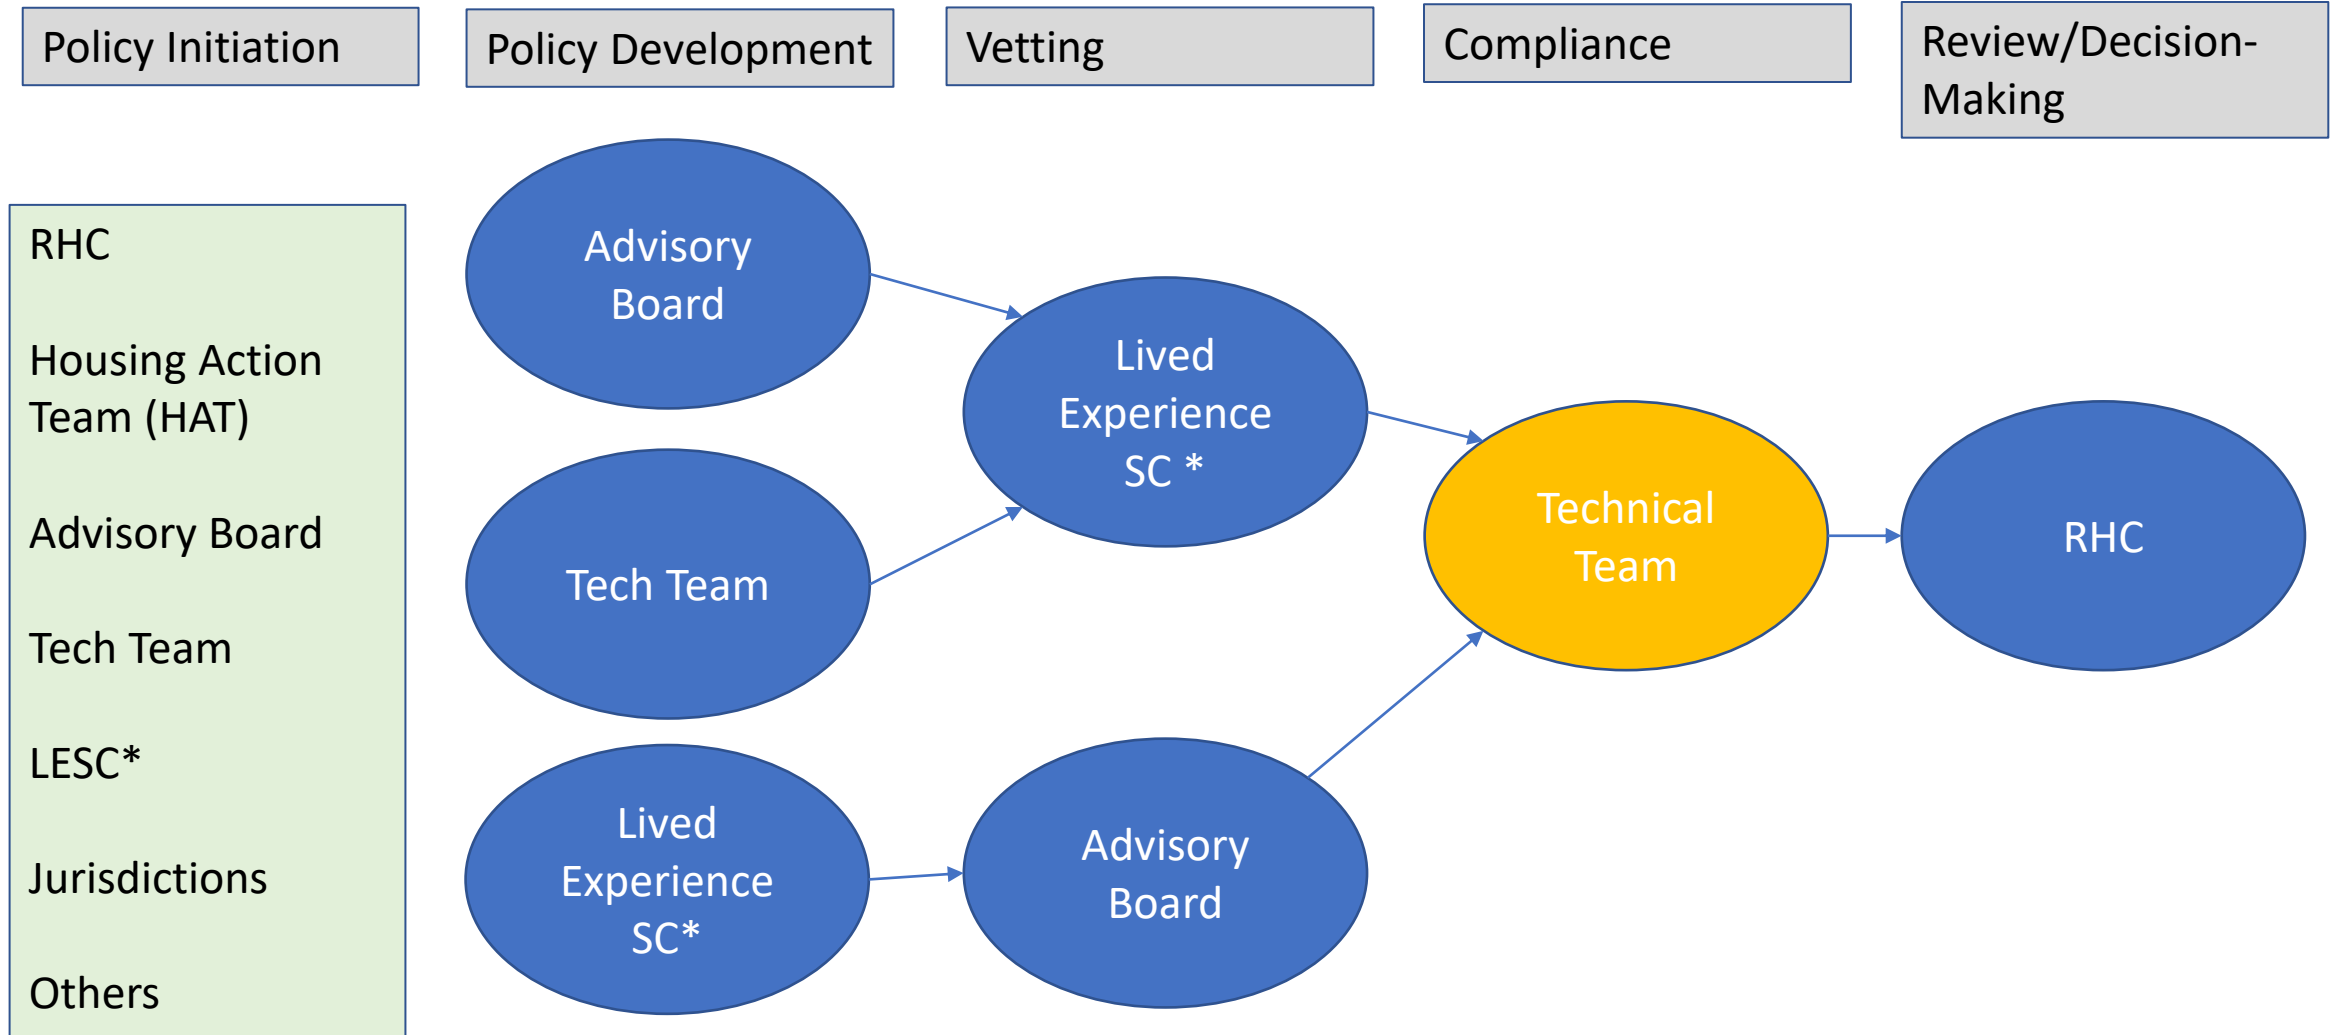 Policy Initiation
Policy Development
Vetting
Compliance
Review/Decision-
Making
RHC
Housing Action
Team (HAT)
Advisory Board
Tech Team
LESC*
Jurisdictions
Others
Advisory
Board
Tech Team
Lived
Experience
SC*
Lived
Experience
SC *
Advisory
Board
Technical
Team
RHC